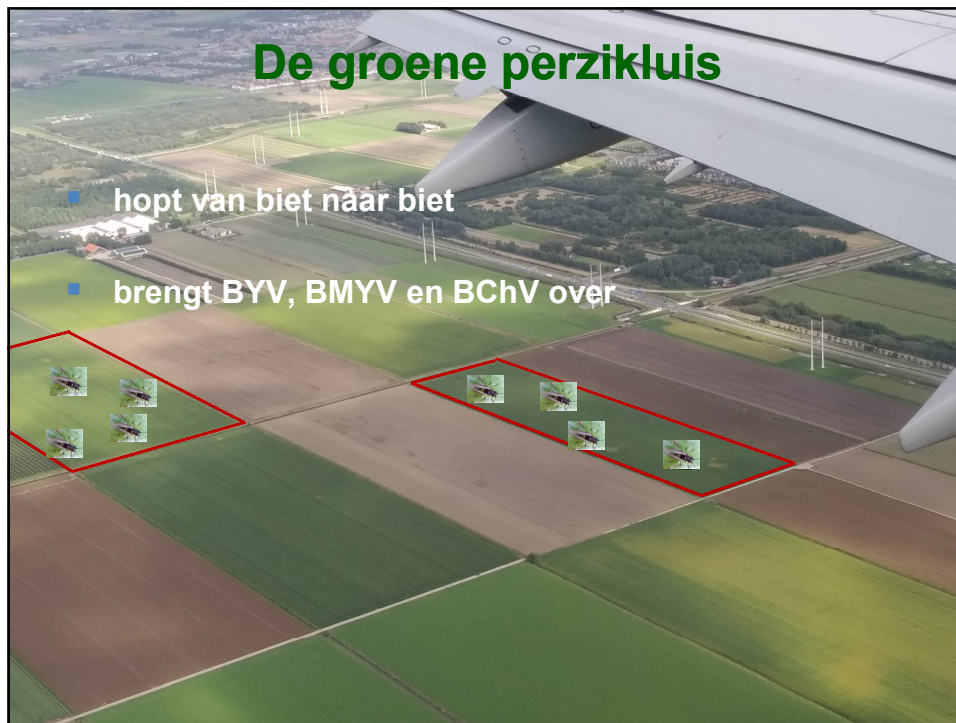 De groene perzikluis
hopt van biet naar biet
brengt BYV, BMYV en BChV over